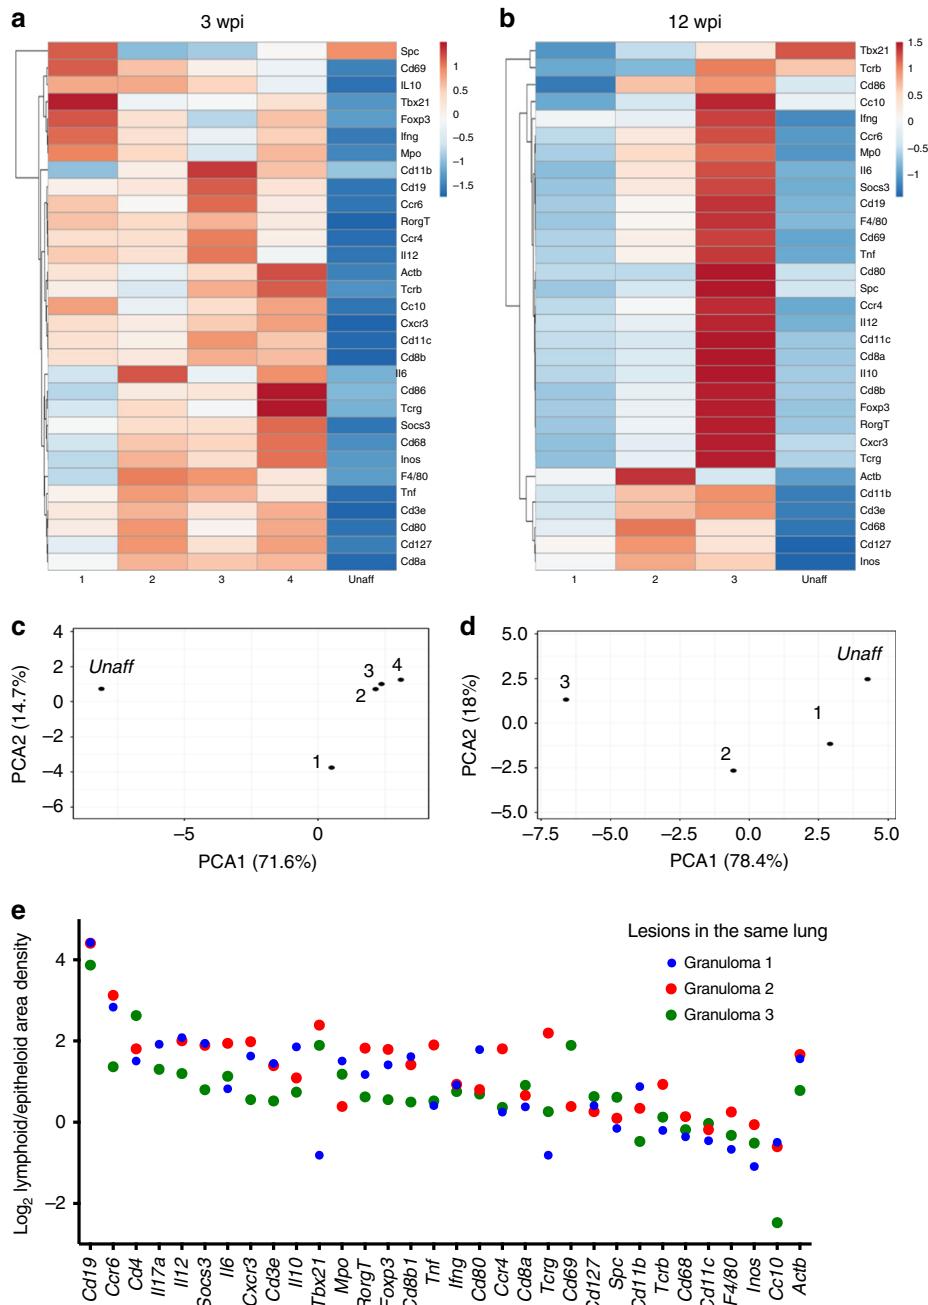 a
3 wpi
Spc
Cd69
IL10
Tbx21
Foxp3
Ifng
Mpo
Cd11b
Cd19
Ccr6
RorgT
Ccr4
Il12
Actb
Tcrb
Cc10
Cxcr3
Cd11c
Cd8b
Il6
Cd86
Tcrg
Socs3
Cd68
Inos
F4/80
Tnf
Cd3e
Cd80
Cd127
Cd8a
1
0.5
0
−0.5
−1
−1.5
1 2 3 4 Unaff
b
12 wpi
Tbx21
Tcrb
Cd86
Cc10
Ifng
Ccr6
Mp0
Il6
Socs3
Cd19
F4/80
Cd69
Tnf
Cd80
Spc
Ccr4
Il12
Cd11c
Cd8a
Il10
Cd8b
Foxp3
RorgT
Cxcr3
Tcrg
Actb
Cd11b
Cd3e
Cd68
Cd127
Inos
1.5
1
0.5
0
−0.5
−1
1 2 3 Unaff
c
4
2
0
−2
−4
−6
PCA2 (14.7%)
Unaff
3
4
2
1
−5 0
PCA1 (71.6%)
d
5.0
2.5
0.0
−2.5
−5.0
PCA2 (18%)
Unaff
3
1
2
−7.5 −5.0 −2.5 0.0 2.5 5.0
PCA1 (78.4%)
e
Log2 lymphoid/epitheloid area density
4
2
0
−2
Lesions in the same lung
Granuloma 1
Granuloma 2
Granuloma 3
Cd19
Ccr6
Cd4
Il17a
Il12
Socs3
Il6
Cxcr3
Cd3e
Il10
Tbx21
Mpo
RorgT
Foxp3
Cd8b1
Tnf
Ifng
Cd80
Ccr4
Cd8a
Tcrg
Cd69
Cd127
Spc
Cd11b
Tcrb
Cd68
Cd11c
F4/80
Inos
Cc10
Actb